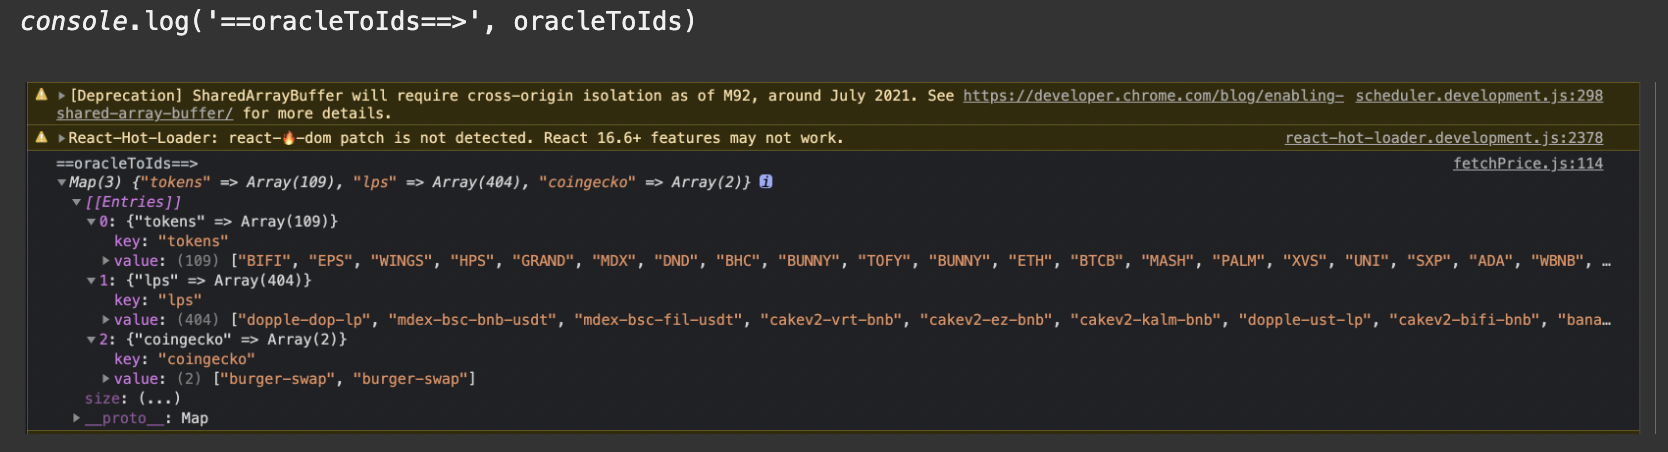 console.log('==oracleToIds==>', oracleToIds)
[Deprecation] SharedArrayBuffer will require cross-origin isolation as of M92, around July 2021. See https://developer.chrome.com/blog/enabling- scheduler.development.js:298
shared-array-buffer/ for more details.
React-Hot-Loader: react-🔥-dom patch is not detected. React 16.6+ features may not work. react-hot-loader.development.js:2378
==oracleToIds==> fetchPrice.js:114
Map(3) {"tokens" => Array(109), "lps" => Array(404), "coingecko" => Array(2)} i
[[Entries]]
0: {"tokens" => Array(109)}
key: "tokens"
value: (109) ["BIFI", "EPS", "WINGS", "HPS", "GRAND", "MDX", "DND", "BHC", "BUNNY", "TOFY", "BUNNY", "ETH", "BTCB", "MASH", "PALM", "XVS", "UNI", "SXP", "ADA", "WBNB", …
1: {"lps" => Array(404)}
key: "lps"
value: (404) ["dopple-dop-lp", "mdex-bsc-bnb-usdt", "mdex-bsc-fil-usdt", "cakev2-vrt-bnb", "cakev2-ez-bnb", "cakev2-kalm-bnb", "dopple-ust-lp", "cakev2-bifi-bnb", "bana…
2: {"coingecko" => Array(2)}
key: "coingecko"
value: (2) ["burger-swap", "burger-swap"]
size: (...)
__proto__: Map